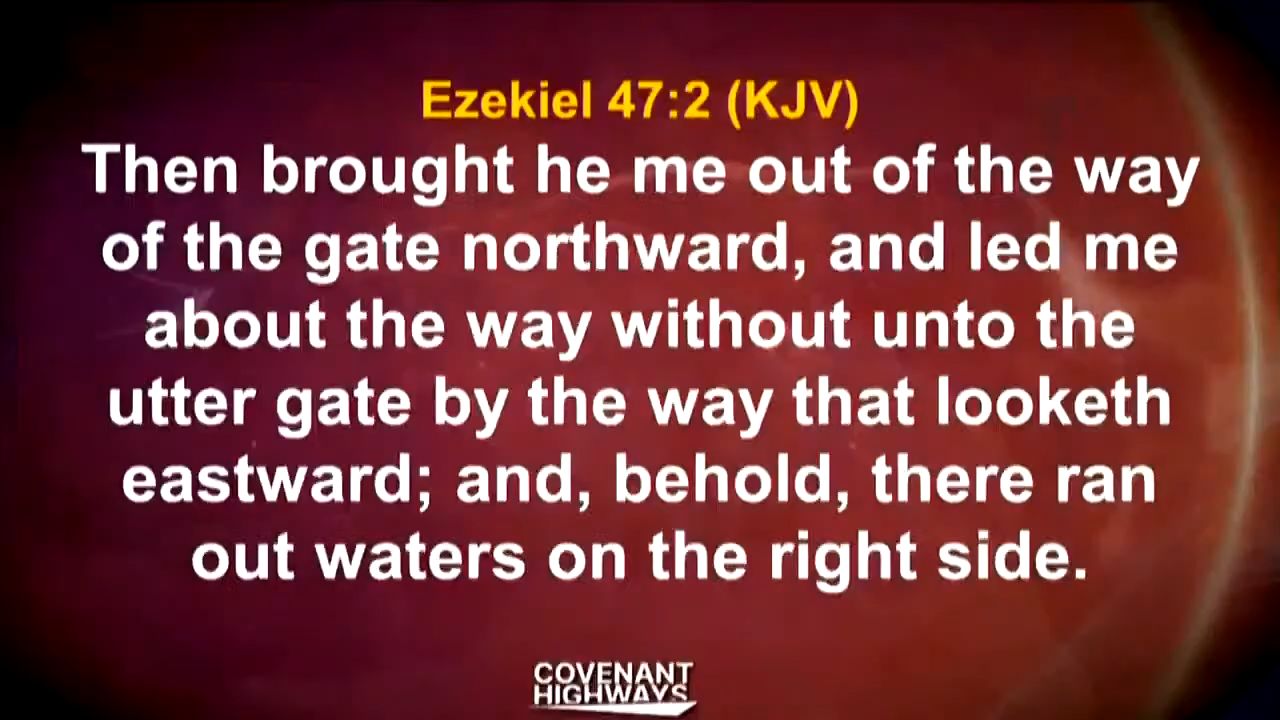 Ezekiel 47:2 (KJV)
Then brought he me out of the way
of the gate northward, and led me
about the way without unto the
utter gate by the way that looketh
eastward; and, behold, there ran
out waters on the right side.
COVENANT
HIGHWAYS